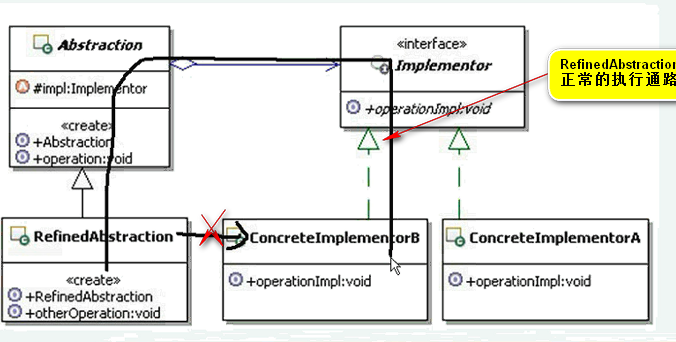 Abstraction
#impl:Implementor
«create»
+Abstraction
+operation:void
«interface»
Implementor
+operationImpl:void
RefinedAbstraction
正常的执行通路
RefinedAbstraction
«create»
+RefinedAbstraction
+otherOperation:void
ConcreteImplementorB
+operationImpl:void
ConcreteImplementorA
+operationImpl:void